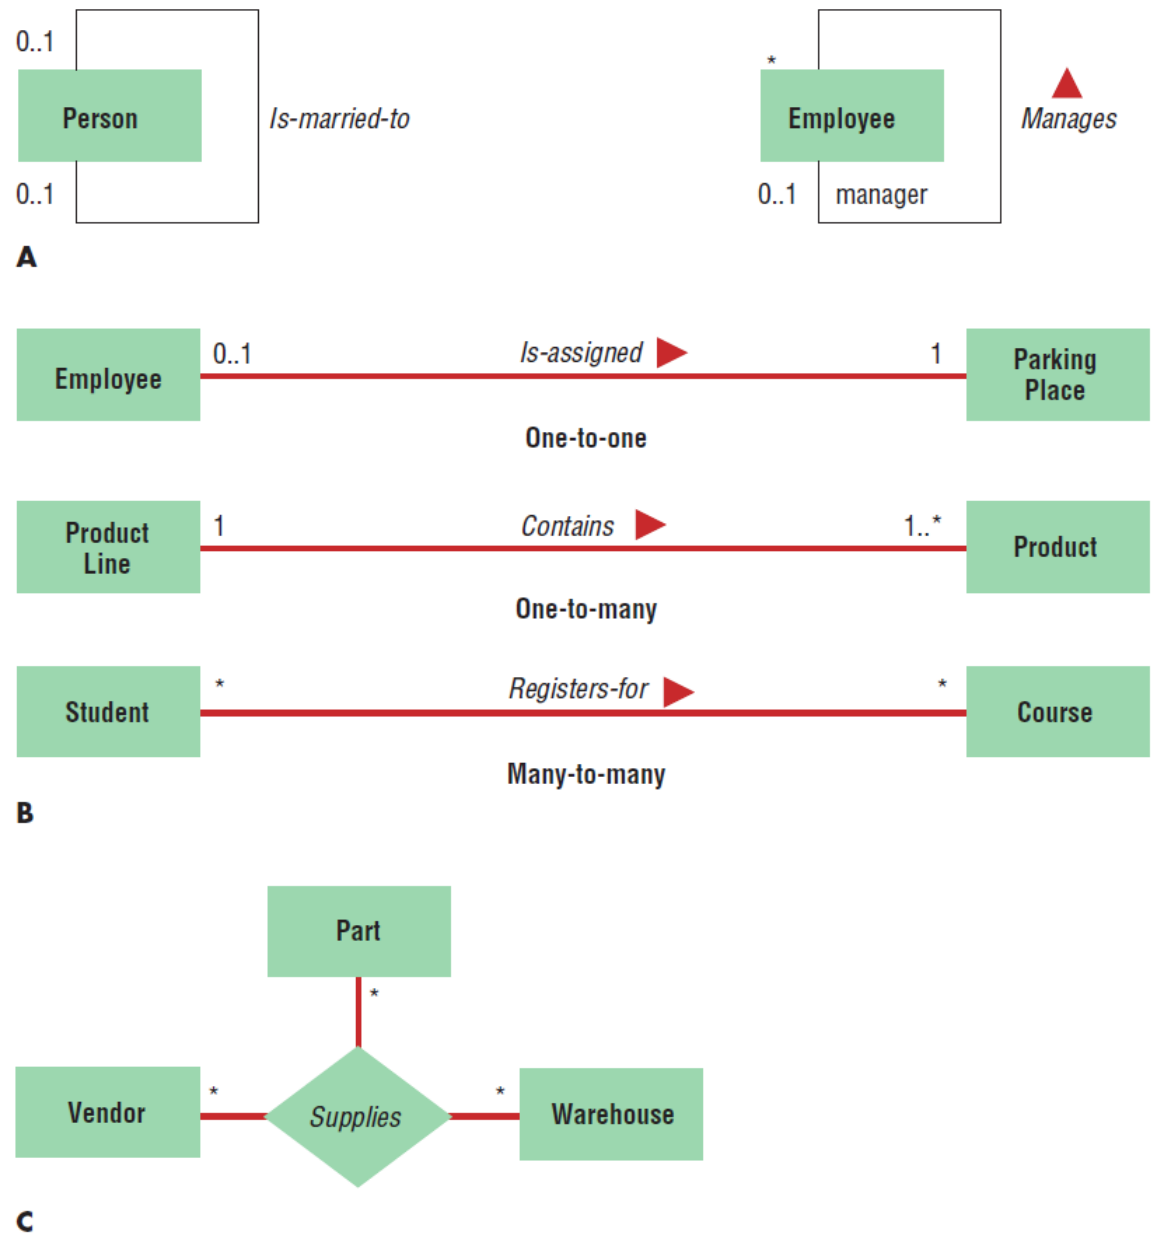 0..1
Person
Is-married-to
0..1
*
Employee
Manages
0..1 manager
A
Employee
0..1
Is-assigned
1
Parking
Place
One-to-one
Product
Line
1
Contains
1..*
Product
One-to-many
Student
*
Registers-for
*
Course
Many-to-many
B
Part
*
Vendor
*
Supplies
*
Warehouse
C